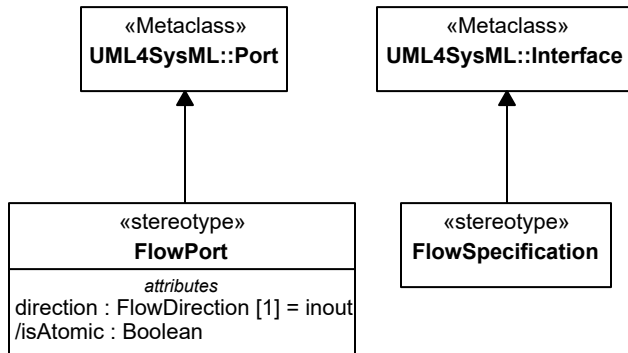 «Metaclass»
UML4SysML::Port
«Metaclass»
UML4SysML::Interface
«stereotype»
FlowPort
attributes
direction : FlowDirection [1] = inout
/isAtomic : Boolean
«stereotype»
FlowSpecification